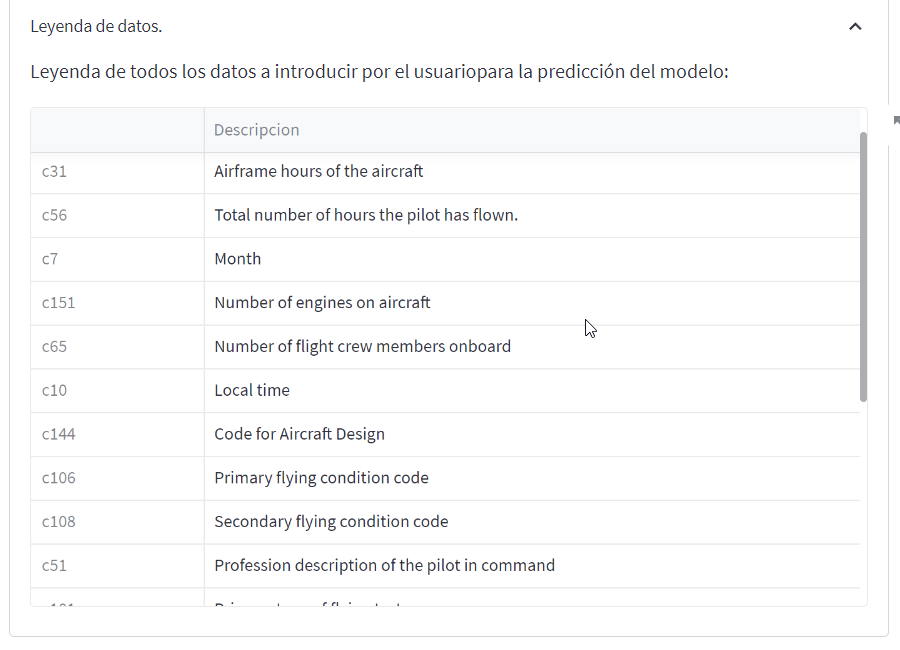 Leyenda de datos.
Leyenda de todos los datos a introducir por el usuariopara la predicción del modelo:
Descripcion
c31 Airframe hours of the aircraft
c56 Total number of hours the pilot has flown.
c7 Month
c151 Number of engines on aircraft
c65 Number of flight crew members onboard
c10 Local time
c144 Code for Aircraft Design
c106 Primary flying condition code
c108 Secondary flying condition code
c51 Profession description of the pilot in command